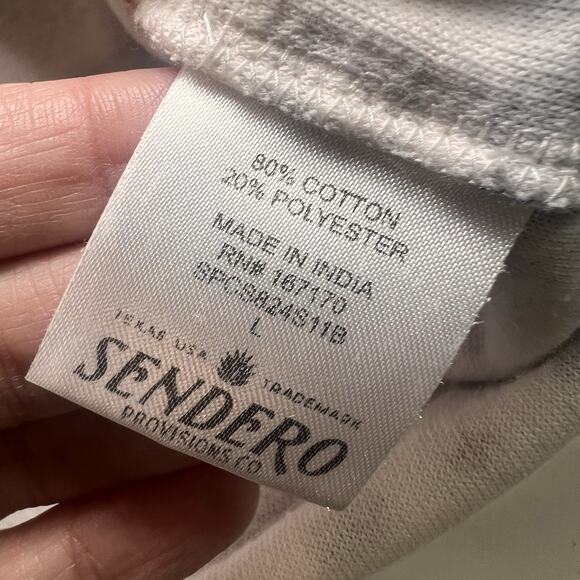 80% COTTON
20% POLYESTER
MADE IN INDIA
RN# 167170
SPCS824S11B
L
TEXAS USA TRADEMARK
SENDERO
PROVISIONS CO